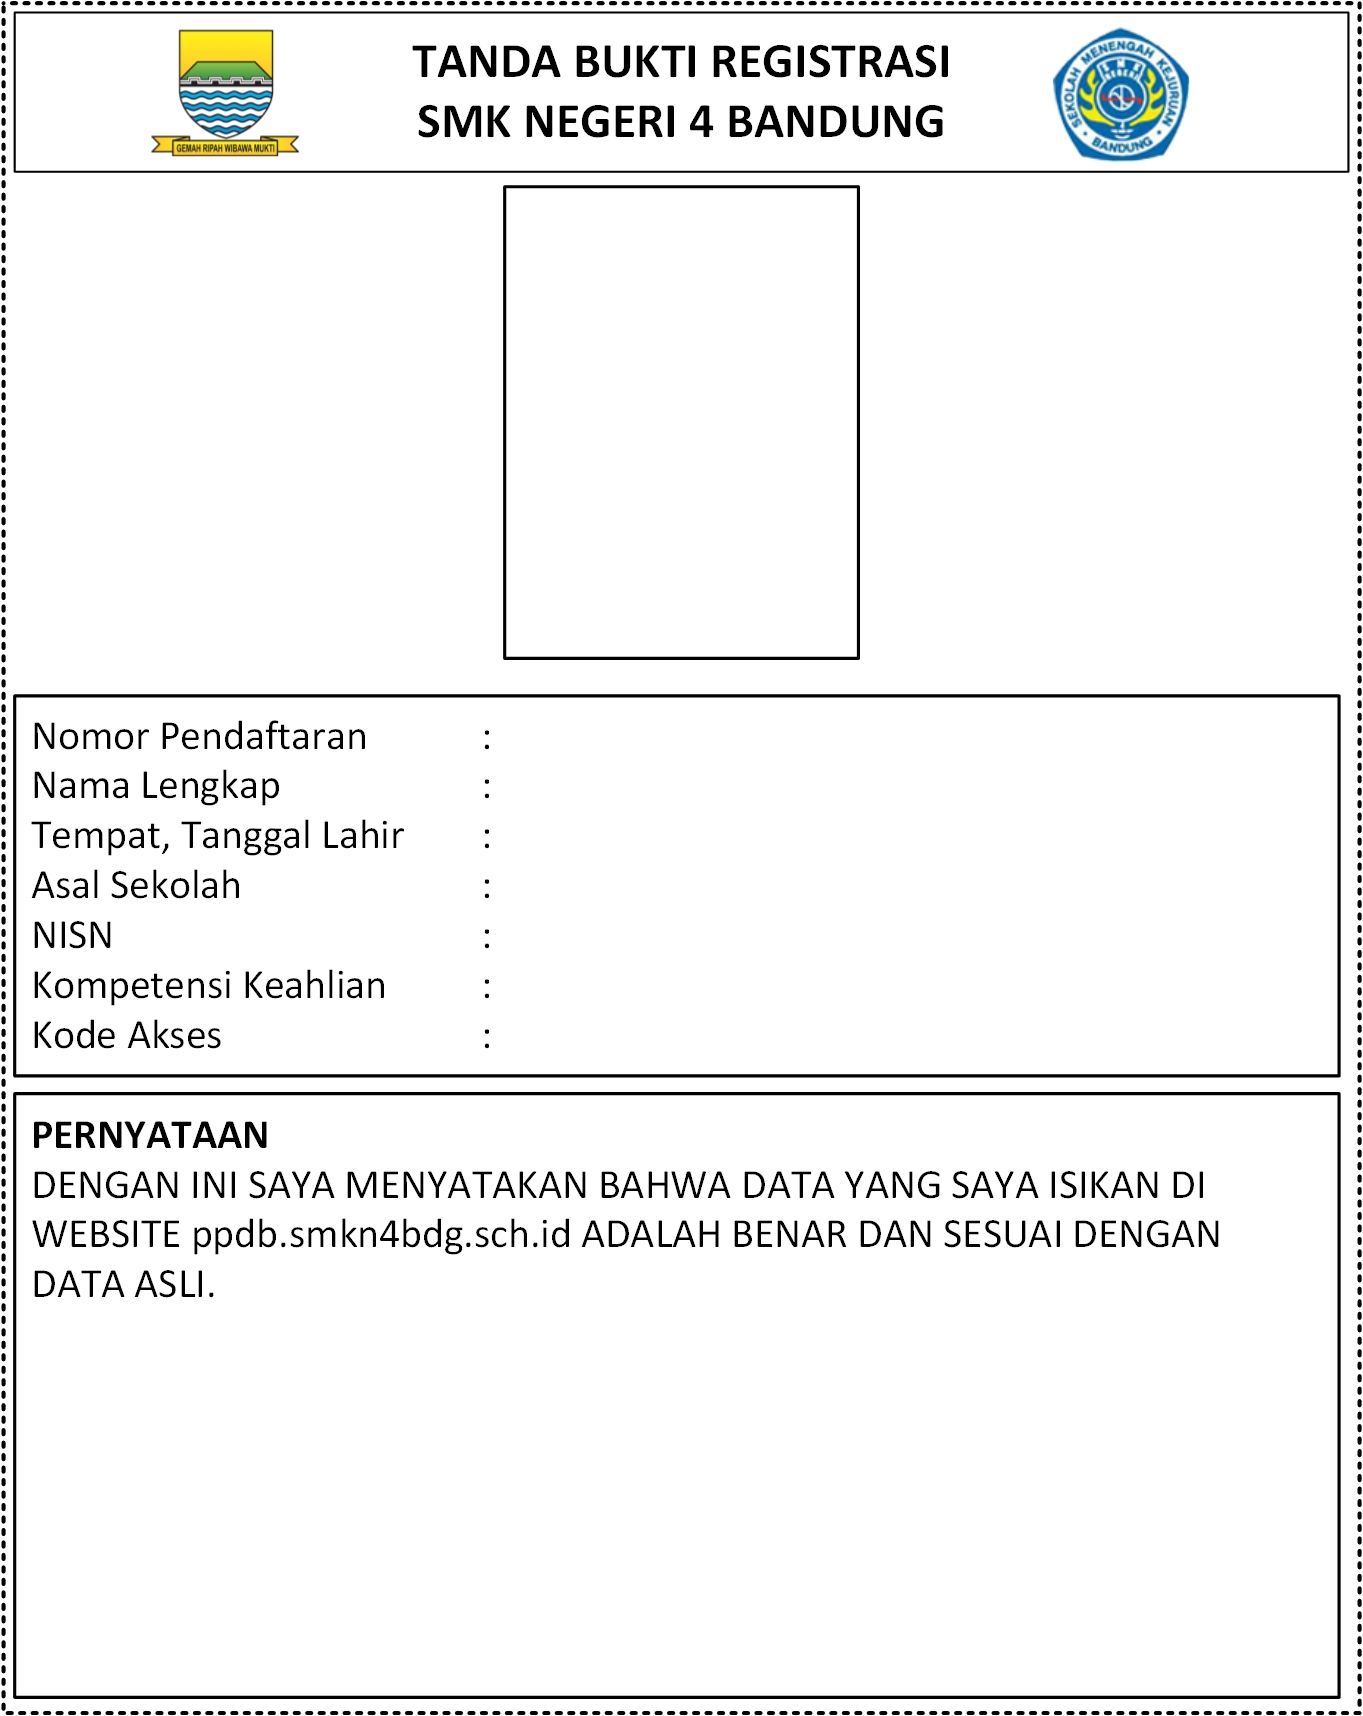 TANDA BUKTI REGISTRASI
SMK NEGERI 4 BANDUNG
GEMAH RIPAH WIBAWA MUKTI
SEKOLAH MENENGAH KEJURUAN
BANDUNG
Nomor Pendaftaran :
Nama Lengkap :
Tempat, Tanggal Lahir :
Asal Sekolah :
NISN :
Kompetensi Keahlian :
Kode Akses :
PERNYATAAN
DENGAN INI SAYA MENYATAKAN BAHWA DATA YANG SAYA ISIKAN DI
WEBSITE ppdb.smkn4bdg.sch.id ADALAH BENAR DAN SESUAI DENGAN
DATA ASLI.